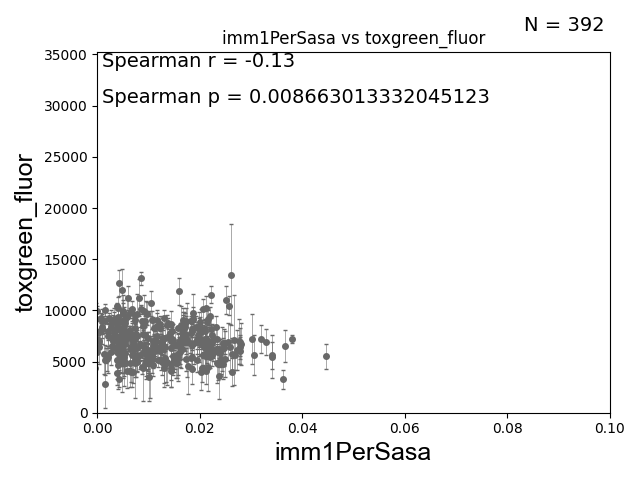 N = 392
imm1PerSasa vs toxgreen_fluor
Spearman r = -0.13
Spearman p = 0.008663013332045123
35000
30000
25000
20000
15000
10000
5000
0
toxgreen_fluor
0.00 0.02 0.04 0.06 0.08 0.10
imm1PerSasa